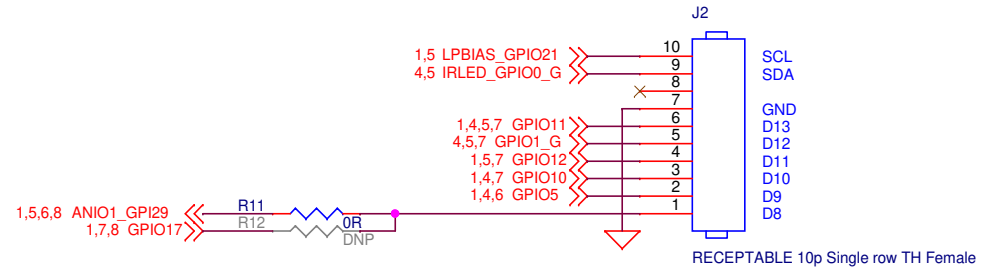 J2
1,5 LPBIAS_GPIO21 10 SCL
4,5 IRLED_GPIO0_G 9 SDA
8
7 GND
1,4,5,7 GPIO11 6 D13
4,5,7 GPIO1_G 5 D12
1,5,7 GPIO12 4 D11
1,4,7 GPIO10 3 D10
1,4,6 GPIO5 2 D9
1,5,6,8 ANIO1_GPI29 R11 0R 1 D8
1,7,8 GPIO17 R12 DNP
RECEPTABLE 10p Single row TH Female